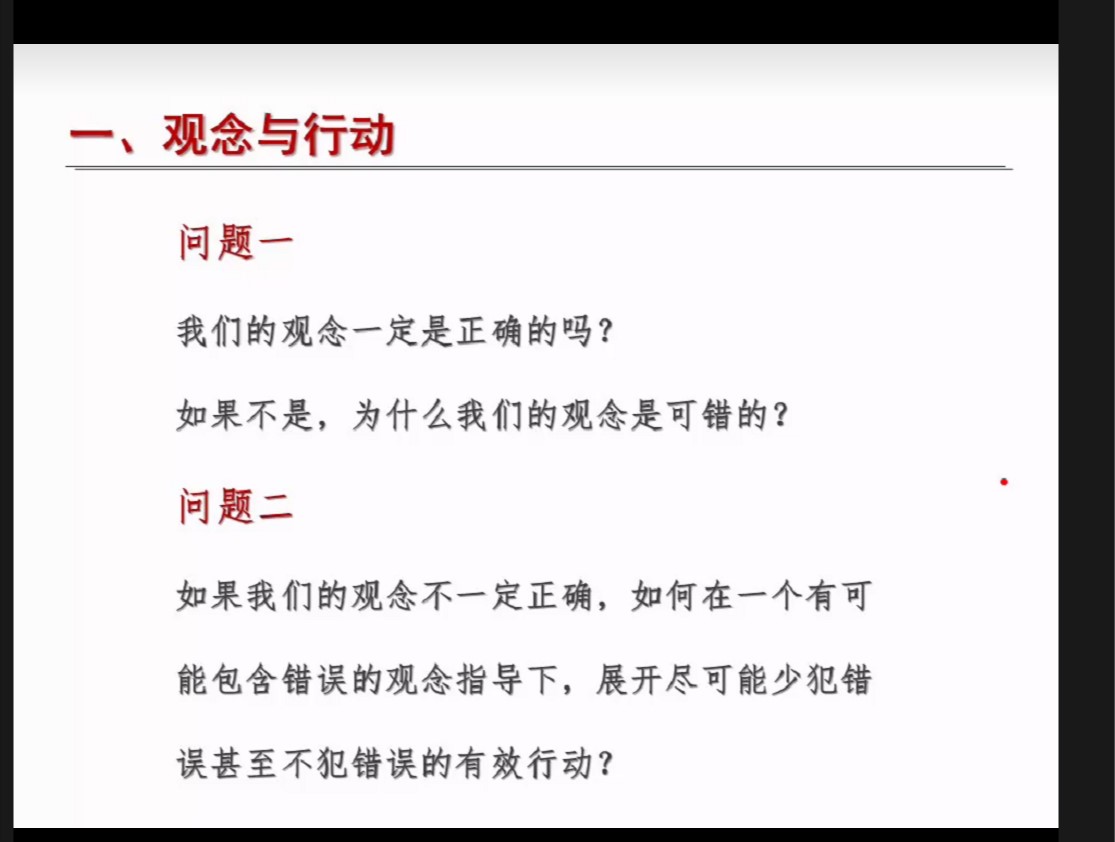 一、观念与行动
问题一
我们的观念一定是正确的吗？
如果不是，为什么我们的观念是可错的？
问题二
如果我们的观念不一定正确，如何在一个有可
能包含错误的观念指导下，展开尽可能少犯错
误甚至不犯错误的有效行动？